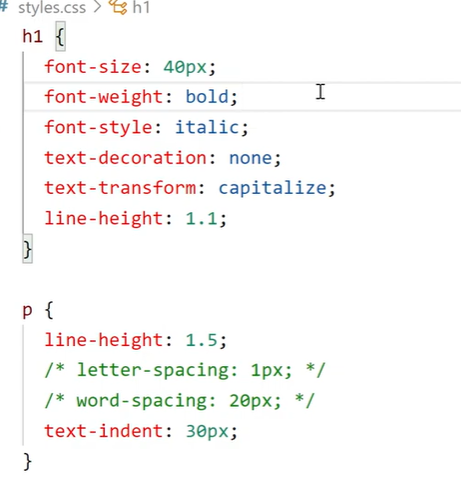 # styles.css > h1
h1 {
font-size: 40px;
font-weight: bold;
font-style: italic;
text-decoration: none;
text-transform: capitalize;
line-height: 1.1;
}
p {
line-height: 1.5;
/* letter-spacing: 1px; */
/* word-spacing: 20px; */
text-indent: 30px;
}